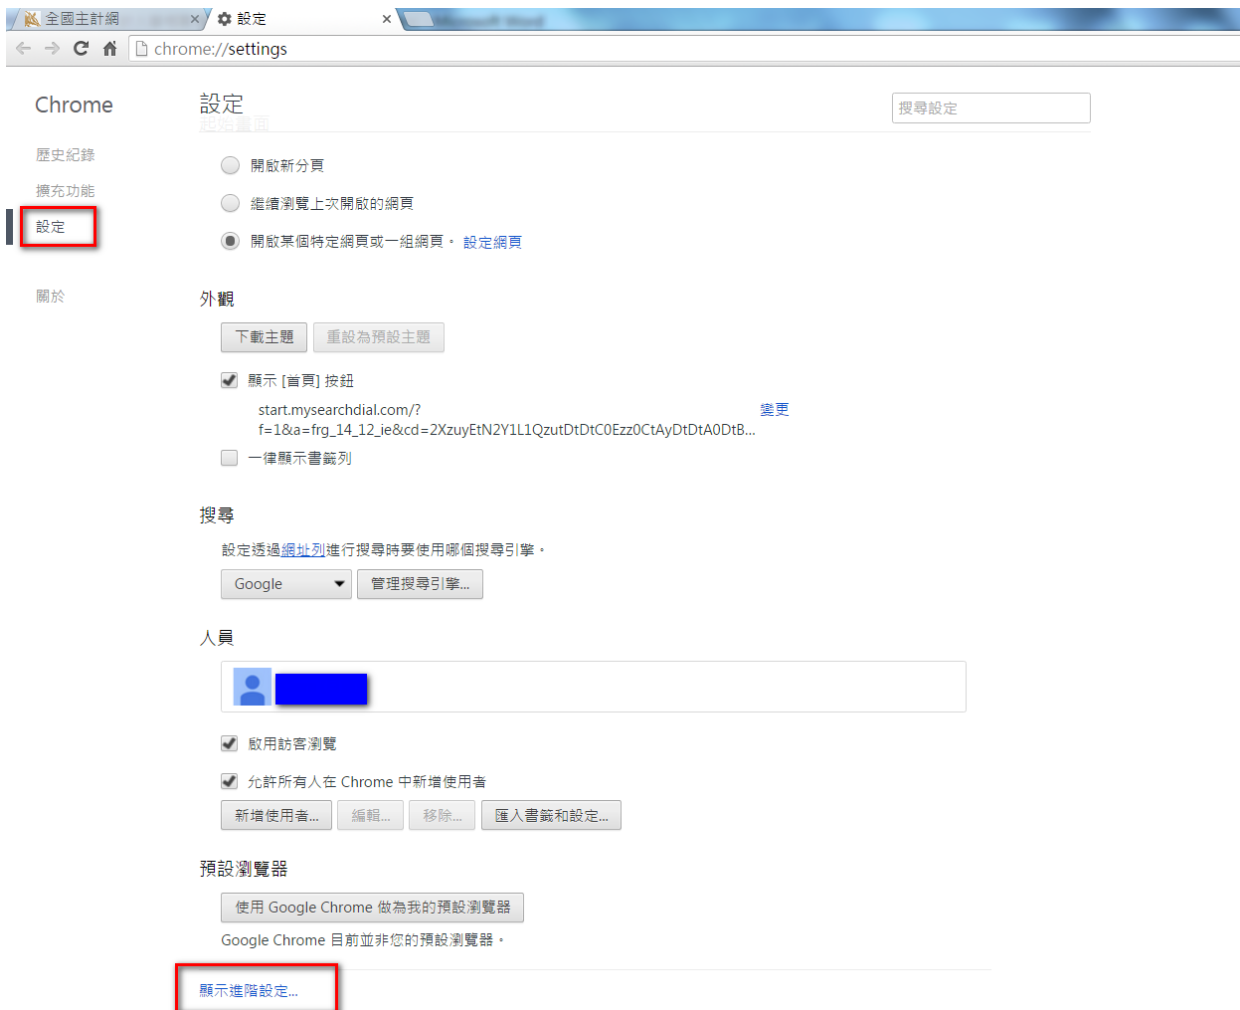 全國主計網
設定
chrome://settings
Chrome
設定
搜尋設定
起始畫面
歷史紀錄
開啟新分頁
擴充功能
繼續瀏覽上次開啟的網頁
設定
開啟某個特定網頁或一組網頁。 設定網頁
關於
外觀
下載主題 重設為預設主題
顯示 [首頁] 按鈕
start.mysearchdial.com/? 變更
f=1&a=frg_14_12_ie&cd=2XzuyEtN2Y1L1QzutDtDtC0Ezz0CtAyDtDtA0DtB...
一律顯示書籤列
搜尋
設定透過網址列進行搜尋時要使用哪個搜尋引擎。
Google 管理搜尋引擎...
人員
啟用訪客瀏覽
允許所有人在 Chrome 中新增使用者
新增使用者... 編輯... 移除... 匯入書籤和設定...
預設瀏覽器
使用 Google Chrome 做為我的預設瀏覽器
Google Chrome 目前並非您的預設瀏覽器。
顯示進階設定...